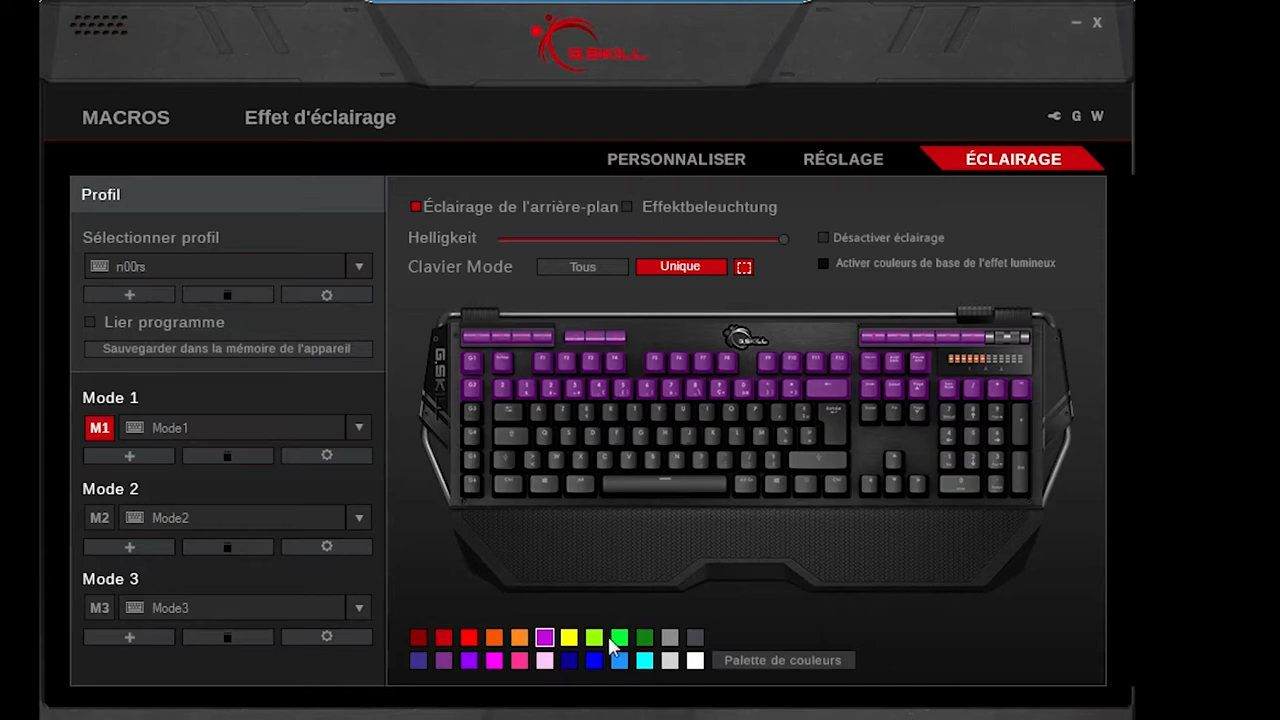 G.SKILL
X
MACROS Effet d'éclairage G W
PERSONNALISER RÉGLAGE ÉCLAIRAGE
Profil
Éclairage de l'arrière-plan Effektbeleuchtung
Sélectionner profil
Helligkeit Désactiver éclairage
n00rs
Clavier Mode Tous Unique Activer couleurs de base de l'effet lumineux
Lier programme
Sauvegarder dans la mémoire de l'appareil
Mode 1
M1 Mode1
Mode 2
M2 Mode2
Mode 3
M3 Mode3
Palette de couleurs